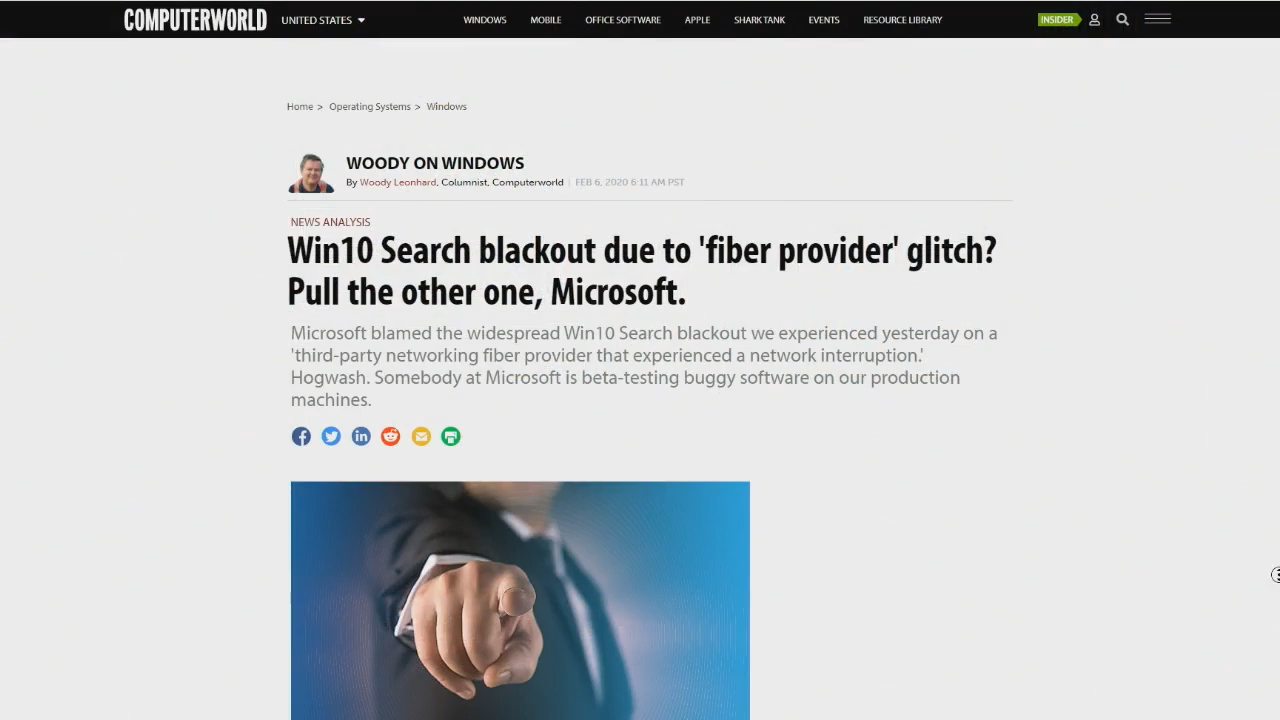 COMPUTERWORLD UNITED STATES WINDOWS MOBILE OFFICE SOFTWARE APPLE SHARK TANK EVENTS RESOURCE LIBRARY INSIDER
Home > Operating Systems > Windows
WOODY ON WINDOWS
By Woody Leonhard, Columnist, Computerworld | FEB 6, 2020 6:11 AM PST
NEWS ANALYSIS
Win10 Search blackout due to 'fiber provider' glitch?
Pull the other one, Microsoft.
Microsoft blamed the widespread Win10 Search blackout we experienced yesterday on a
'third-party networking fiber provider that experienced a network interruption.'
Hogwash. Somebody at Microsoft is beta-testing buggy software on our production
machines.